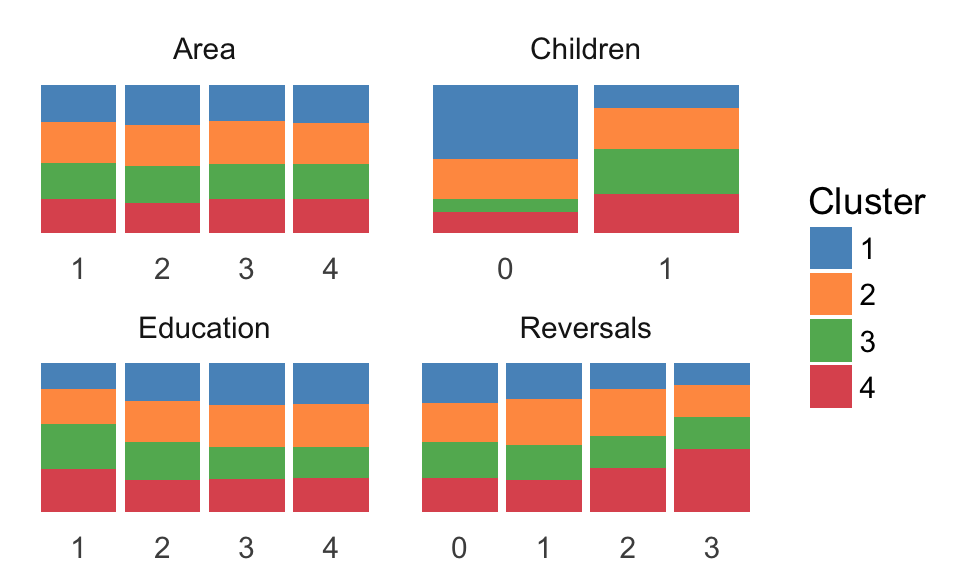 Area
1 2 3 4
Children
0 1
Education
1 2 3 4
Reversals
0 1 2 3
Cluster
1
2
3
4